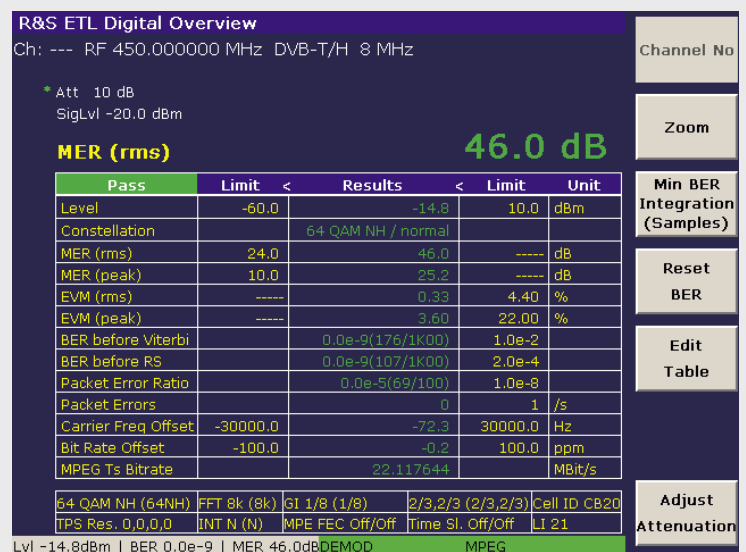 R&S ETL Digital Overview
Ch: --- RF 450.000000 MHz DVB-T/H 8 MHz
* Att 10 dB
SigLvl -20.0 dBm
MER (rms) 46.0 dB
Pass Limit < Results < Limit Unit
Level -60.0 -14.8 10.0 dBm
Constellation 64 QAM NH / normal
MER (rms) 24.0 46.0 ----- dB
MER (peak) 10.0 25.2 ----- dB
EVM (rms) ----- 0.33 4.40 %
EVM (peak) ----- 3.60 22.00 %
BER before Viterbi 0.0e-9(176/1K00) 1.0e-2
BER before RS 0.0e-9(107/1K00) 2.0e-4
Packet Error Ratio 0.0e-5(69/100) 1.0e-8
Packet Errors 0 1 /s
Carrier Freq Offset -30000.0 -72.3 30000.0 Hz
Bit Rate Offset -100.0 -0.2 100.0 ppm
MPEG Ts Bitrate 22.117644 MBit/s
64 QAM NH (64NH) FFT 8k (8k) GI 1/8 (1/8) 2/3,2/3 (2/3,2/3) Cell ID CB20
TPS Res. 0,0,0,0 INT N (N) MPE FEC Off/Off Time Sl. Off/Off LI 21
Lvl -14.8dBm | BER 0.0e-9 | MER 46.0dB DEMOD MPEG
Channel No
Zoom
Min BER
Integration
(Samples)
Reset
BER
Edit
Table
Adjust
Attenuation